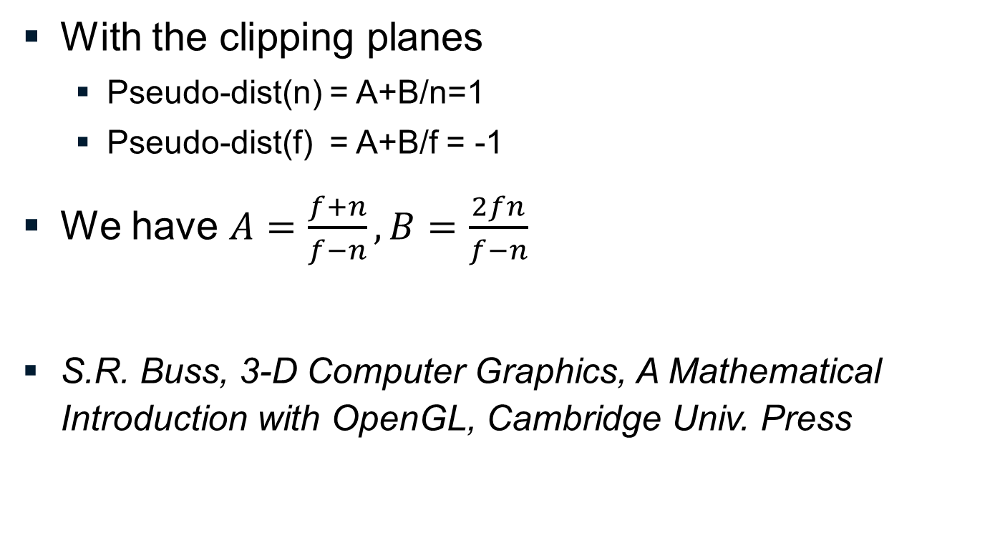 ▪ With the clipping planes
▪ Pseudo-dist(n) = A+B/n=1
▪ Pseudo-dist(f) = A+B/f = -1
▪ We have $A = \frac{f+n}{f-n}, B = \frac{2fn}{f-n}$
▪ S.R. Buss, 3-D Computer Graphics, A Mathematical
Introduction with OpenGL, Cambridge Univ. Press